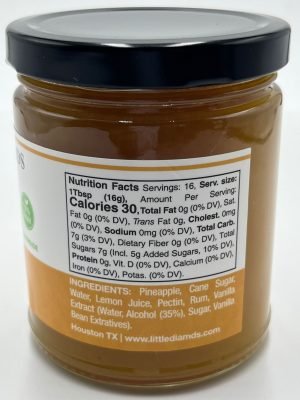 Nutrition Facts Servings: 16, Serv. size:
1Tbsp (16g), Amount Per Serving:
Calories 30, Total Fat 0g (0% DV), Sat.
Fat 0g (0% DV), Trans Fat 0g, Cholest. 0mg
(0% DV), Sodium 0mg (0% DV), Total Carb.
7g (3% DV), Dietary Fiber 0g (0% DV), Total
Sugars 7g (Incl. 5g Added Sugars, 10% DV),
Protein 0g, Vit. D (0% DV), Calcium (0% DV),
Iron (0% DV), Potas. (0% DV).
INGREDIENTS: Pineapple, Cane Sugar,
Water, Lemon Juice, Pectin, Rum, Vanilla
Extract (Water, Alcohol (35%), Sugar, Vanilla
Bean Extratives).
Houston TX | www.littlediamds.com